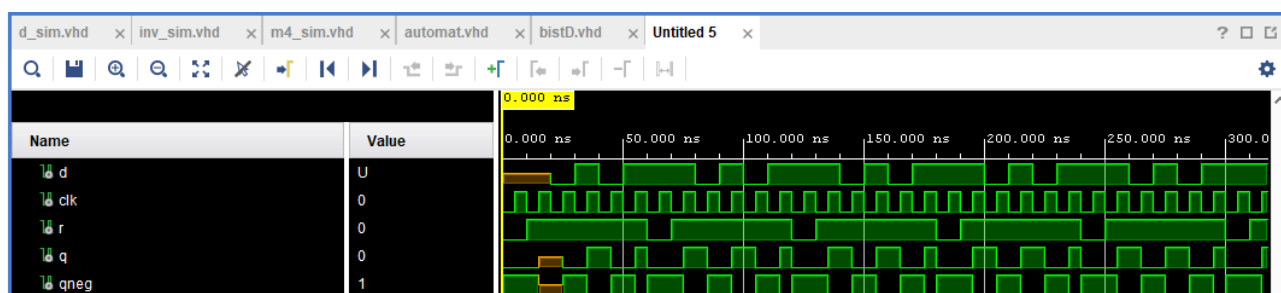 d_sim.vhd × inv_sim.vhd × m4_sim.vhd × automat.vhd × bistD.vhd × Untitled 5 × ?
0.000 ns
Name Value 0.000 ns 50.000 ns 100.000 ns 150.000 ns 200.000 ns 250.000 ns 300.0
d U
clk 0
r 0
q 0
qneg 1